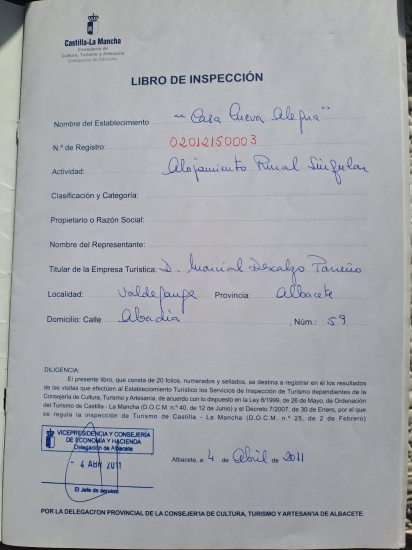 Castilla-La Mancha
Consejería de
Cultura, Turismo y Artesanía
Delegación de Albacete
LIBRO DE INSPECCIÓN
Nombre del Establecimiento "Casa Cueva Alegria"
N.º de Registro: 02012150003
Actividad: Alojamiento Rural Singular
Clasificación y Categoría:
Propietario o Razón Social:
Nombre del Representante:
Titular de la Empresa Turística: D. Marcial Descalzo Parreño
Localidad: Valdeganga Provincia: Albacete
Domicilio: Calle Abadia , Núm.: 59
DILIGENCIA:
El presente libro, que consta de 20 folios, numerados y sellados, se destina a registrar en él los resultados
de las visitas que efectúen al Establecimiento Turístico los Servicios de Inspección de Turismo dependientes de la
Consejería de Cultura, Turismo y Artesanía, de acuerdo con lo dispuesto en la Ley 8/1999, de 26 de Mayo, de Ordenación
del Turismo de Castilla - La Mancha (D.O.C.M. n.º 40, de 12 de Junio) y el Decreto 7/2007, de 30 de Enero, por el que
se regula la inspección de Turismo de Castilla - La Mancha (D.O.C.M. n.º 25, de 2 de Febrero)
VICEPRESIDENCIA Y CONSEJERIA
DE ECONOMÍA Y HACIENDA
Delegación de Albacete
- 4 ABR 2011
El Jefe de servicio
Albacete, a 4 de Abril de 2011
POR LA DELEGACION PROVINCIAL DE LA CONSEJERÍA DE CULTURA, TURISMO Y ARTESANÍA DE ALBACETE.